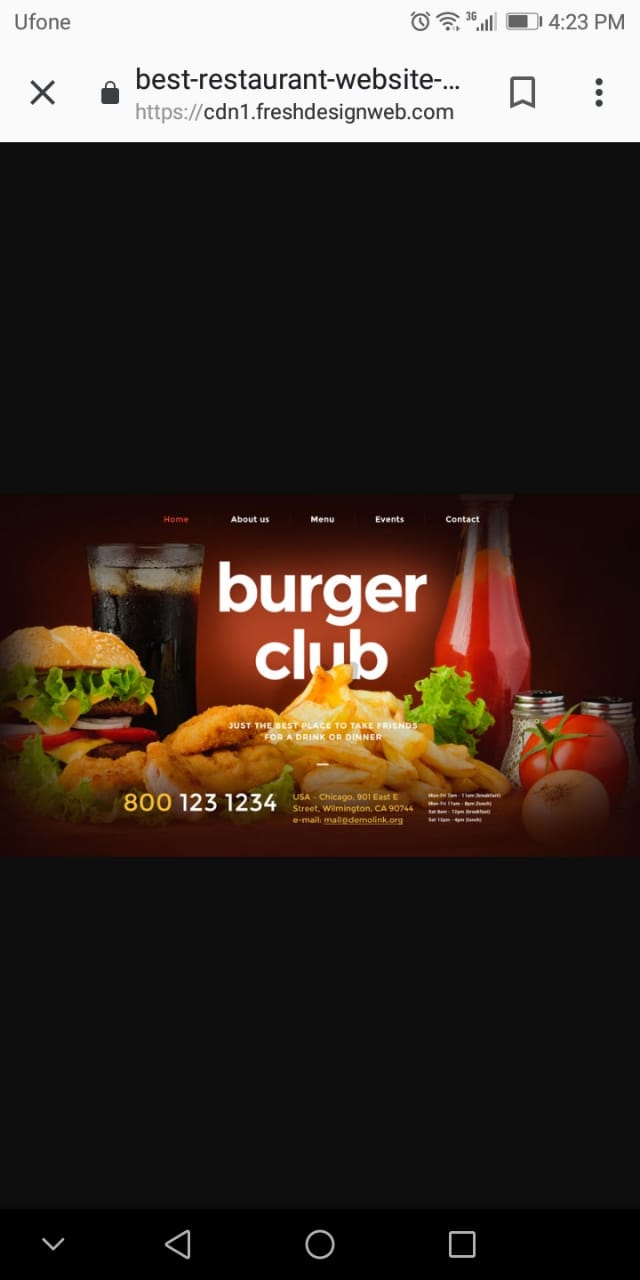 Ufone
3G
4:23 PM
best-restaurant-website-...
https://cdn1.freshdesignweb.com
Home About us Menu Events Contact
burger
club
JUST THE BEST PLACE TO TAKE FRIENDS
FOR A DRINK OR DINNER
800 123 1234
USA - Chicago, 901 East E
Street, Wilmington, CA 90744
e-mail: mail@demolink.org
Mon-Fri 7am - 11am (breakfast)
Mon-Fri 11am - 8pm (lunch)
Sat 8am - 12pm (breakfast)
Sat 12pm - 4pm (lunch)